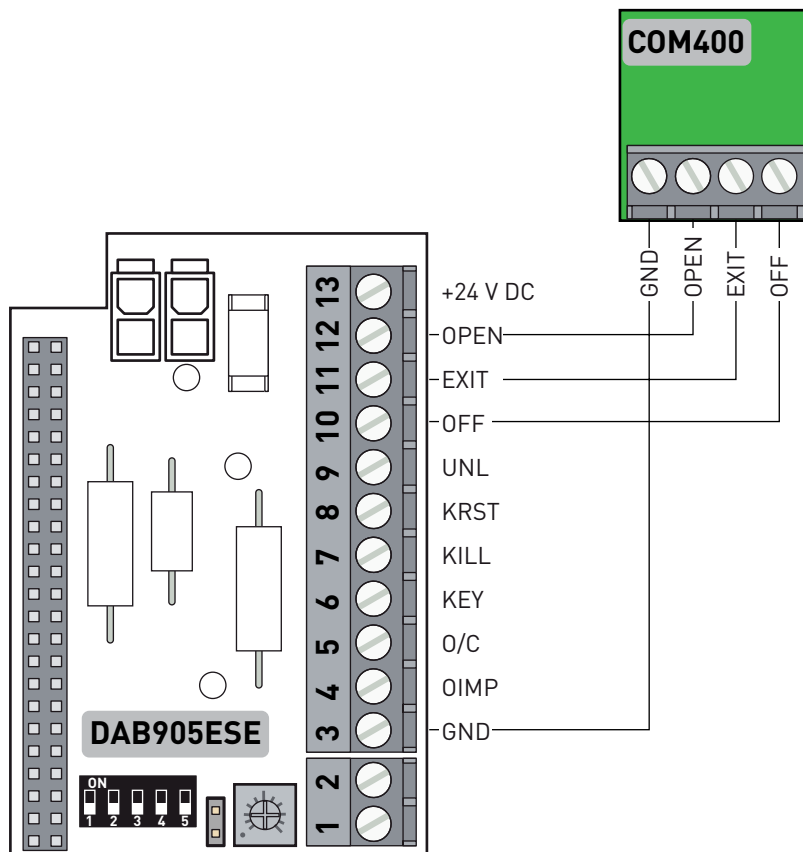 COM400
GND
OPEN
EXIT
OFF
13 +24 V DC
12 OPEN
11 EXIT
10 OFF
9 UNL
8 KRST
7 KILL
6 KEY
5 O/C
4 OIMP
3 GND
2
1
DAB905ESE
ON
1 2 3 4 5